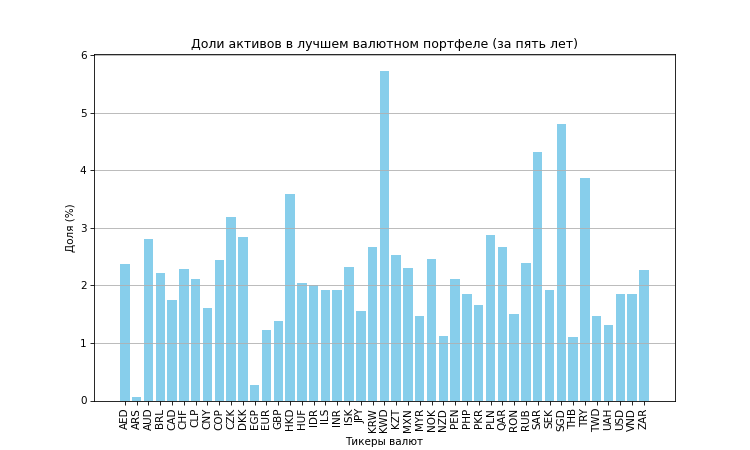 Доли активов в лучшем валютном портфеле (за пять лет)
Доля (%)
6
5
4
3
2
1
0
AED ARS AUD BRL CAD CHF CLP CNY COP CZK DKK EGP EUR GBP HKD HUF IDR ILS INR ISK JPY KRW KWD KZT MXN MYR NOK NZD PEN PHP PKR PLN QAR RON RUB SAR SEK SGD THB TRY TWD UAH USD VND ZAR
Тикеры валют